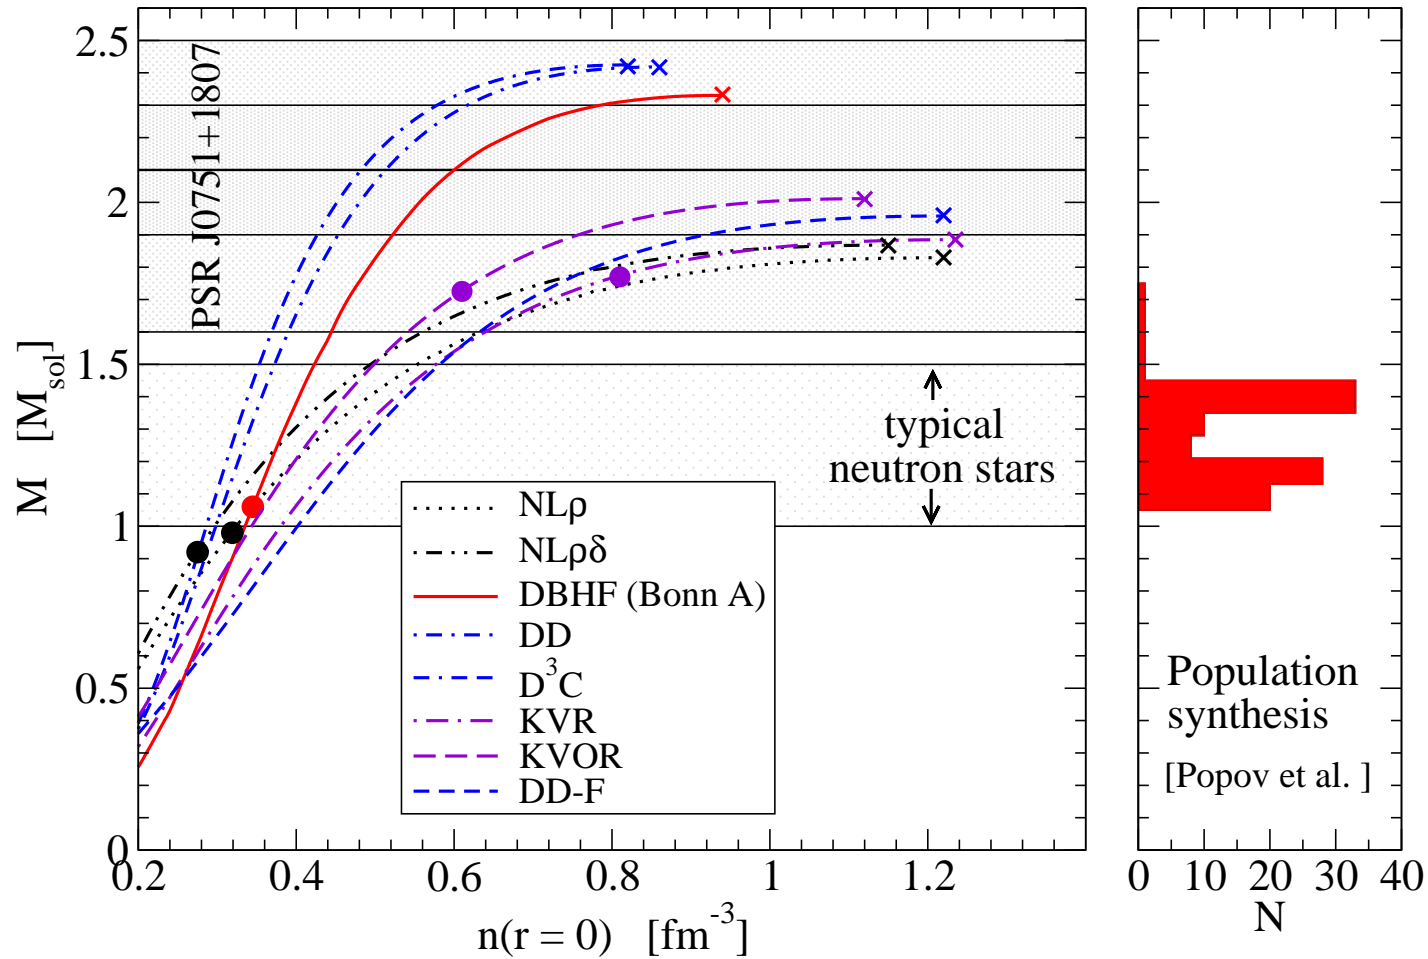 2.5
2
1.5
1
0.5
0
M [M_sol]
PSR J0751+1807
typical
neutron stars
NLρ
NLρδ
DBHF (Bonn A)
DD
D³C
KVR
KVOR
DD-F
0.2 0.4 0.6 0.8 1 1.2
n(r = 0) [fm⁻³]
Population
synthesis
[Popov et al. ]
0 10 20 30 40
N